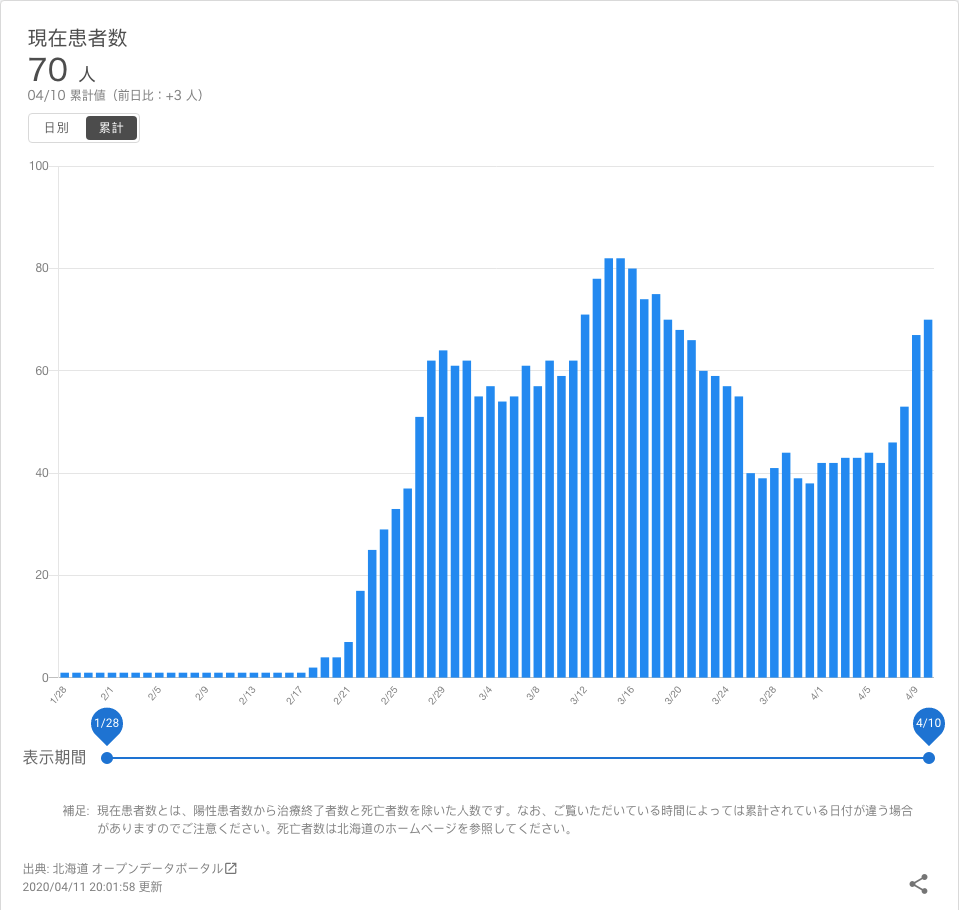 現在患者数
70 人
04/10 累計値（前日比：+3 人）
日別 累計
100
80
60
40
20
0
1/28 2/1 2/5 2/9 2/13 2/17 2/21 2/25 2/29 3/4 3/8 3/12 3/16 3/20 3/24 3/28 4/1 4/5 4/9
1/28 4/10
表示期間
補足: 現在患者数とは、陽性患者数から治療終了者数と死亡者数を除いた人数です。なお、ご覧いただいている時間によっては累計されている日付が違う場合
がありますのでご注意ください。死亡者数は北海道のホームページを参照してください。
出典: 北海道 オープンデータポータル
2020/04/11 20:01:58 更新